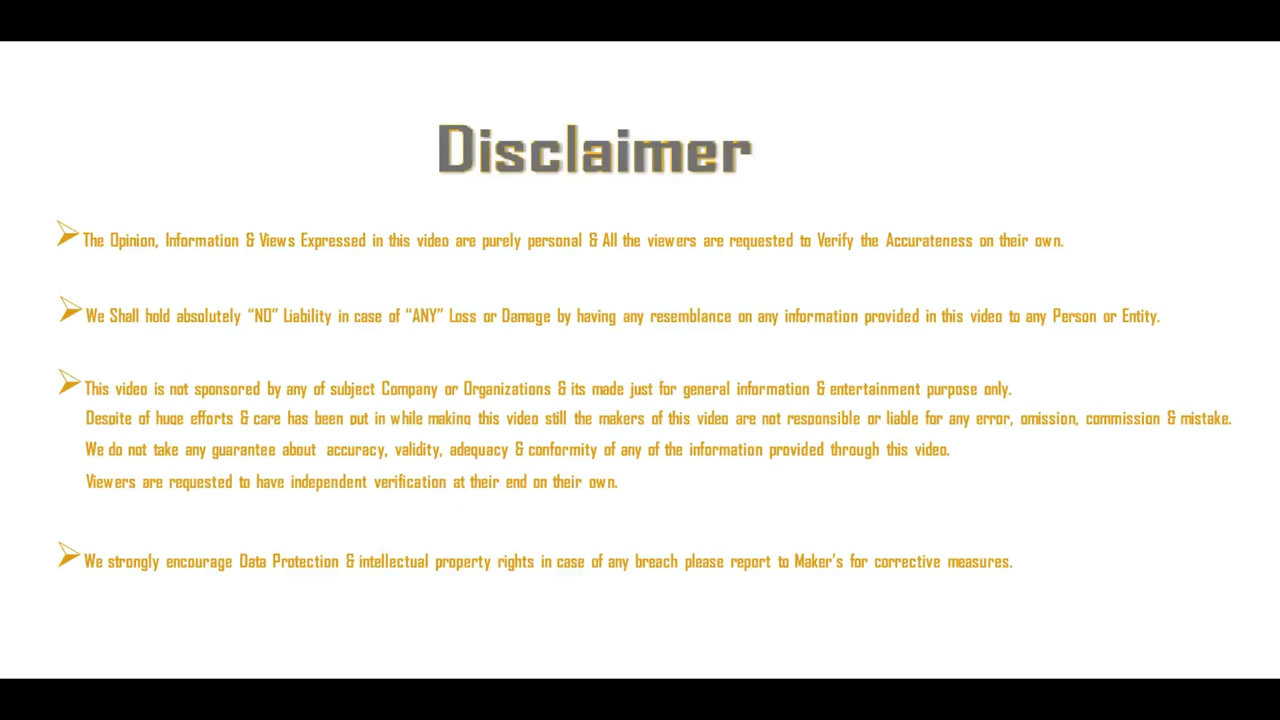 Disclaimer
The Opinion, Information & Views Expressed in this video are purely personal & All the viewers are requested to Verify the Accurateness on their own.
We Shall hold absolutely “NO” Liability in case of “ANY” Loss or Damage by having any resemblance on any information provided in this video to any Person or Entity.
This video is not sponsored by any of subject Company or Organizations & its made just for general information & entertainment purpose only.
Despite of huge efforts & care has been put in while making this video still the makers of this video are not responsible or liable for any error, omission, commission & mistake.
We do not take any guarantee about accuracy, validity, adequacy & conformity of any of the information provided through this video.
Viewers are requested to have independent verification at their end on their own.
We strongly encourage Data Protection & intellectual property rights in case of any breach please report to Maker’s for corrective measures.